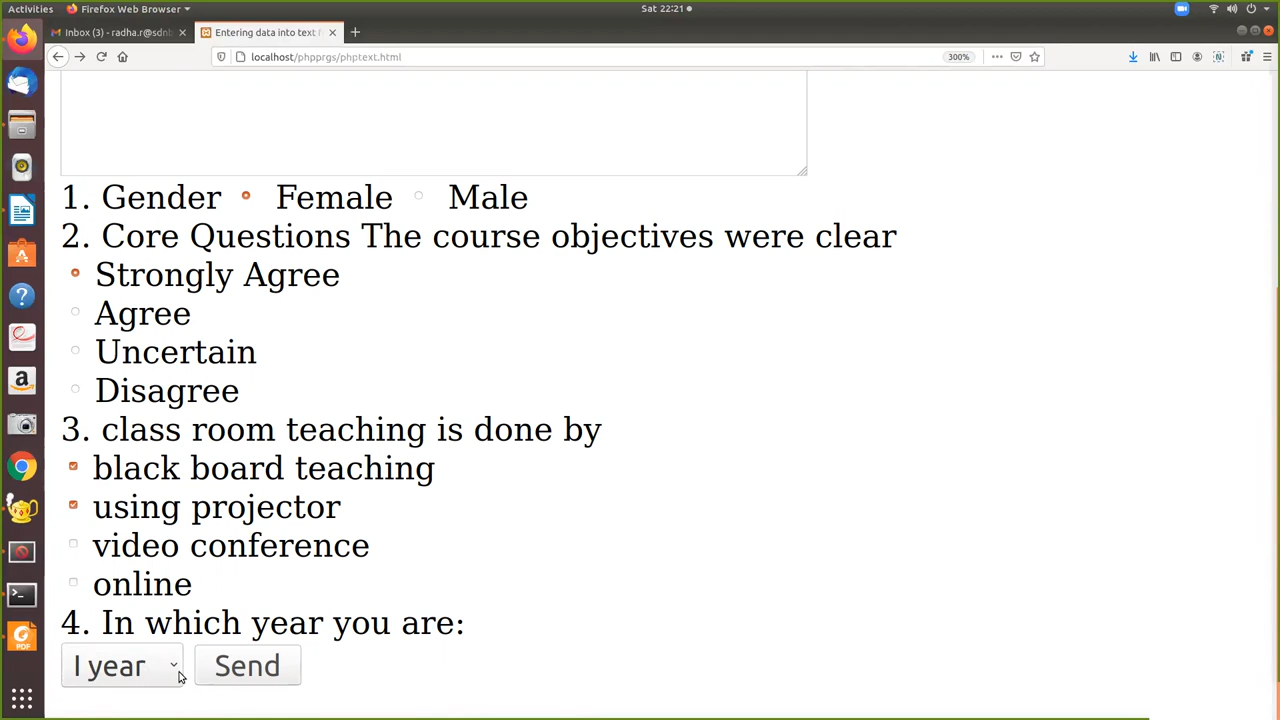 Activities Firefox Web Browser Sat 22:21
Inbox (3) - radha.r@sdnb Entering data into text
localhost/phpprgs/phptext.html 300%
1. Gender Female Male
2. Core Questions The course objectives were clear
Strongly Agree
Agree
Uncertain
Disagree
3. class room teaching is done by
black board teaching
using projector
video conference
online
4. In which year you are:
I year Send